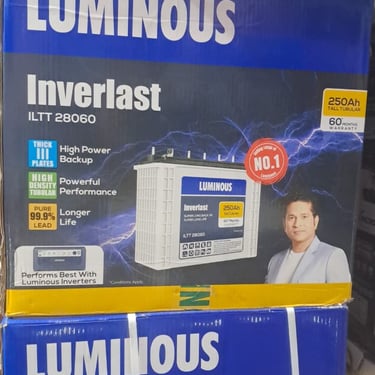 LUMINOUS
Inverlast
ILTT 28060
250Ah
TALL TUBULAR
60 MONTHS
WARRANTY
THICK
PLATES
High Power
Backup
HIGH
DENSITY
TUBULAR
Powerful
Performance
PURE
99.9%
LEAD
Longer
Life
NO.1
LUMINOUS
Inverlast
250Ah
ILTT 28060
Performs Best With
Luminous Inverters
*Conditions Apply
N
LUMINOUS